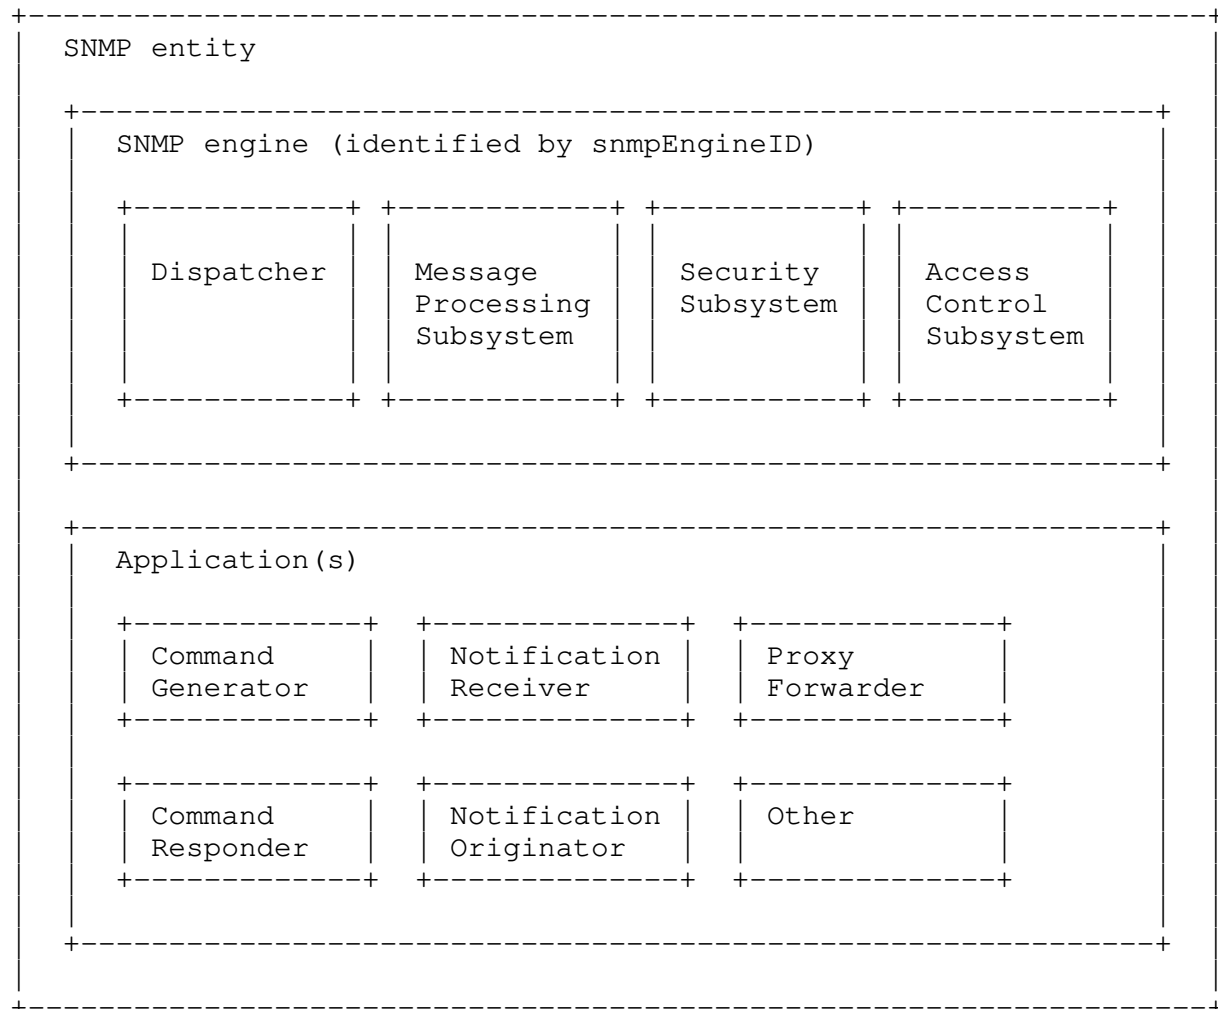 SNMP entity
SNMP engine (identified by snmpEngineID)
Dispatcher
Message
Processing
Subsystem
Security
Subsystem
Access
Control
Subsystem
Application(s)
Command
Generator
Notification
Receiver
Proxy
Forwarder
Command
Responder
Notification
Originator
Other